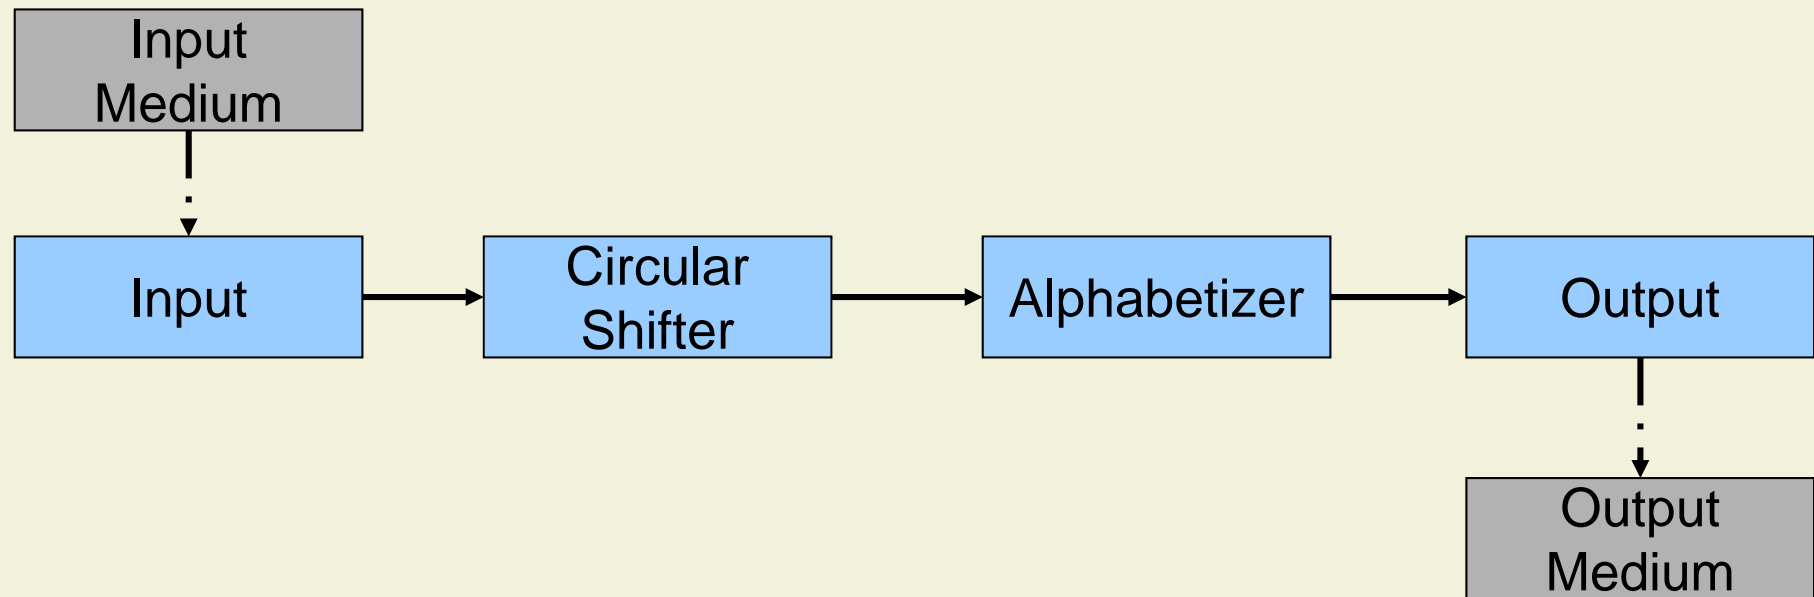 Input
Medium
Input
Circular
Shifter
Alphabetizer
Output
Output
Medium